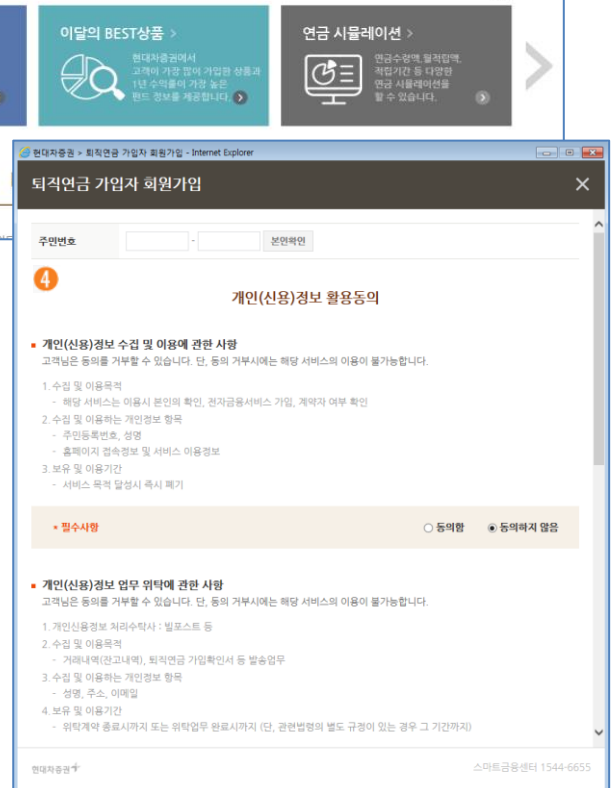 이달의 BEST상품 >
현대차증권에서
고객이 가장 많이 가입한 상품과
1년 수익률이 가장 높은
펀드 정보를 제공합니다.
연금 시뮬레이션 >
연금수령액, 월적립액,
적립기간 등 다양한
연금 시뮬레이션을
할 수 있습니다.
현대차증권 > 퇴직연금 가입자 회원가입 - Internet Explorer
퇴직연금 가입자 회원가입
주민번호 - 본인확인
4
개인(신용)정보 활용동의
개인(신용)정보 수집 및 이용에 관한 사항
고객님은 동의를 거부할 수 있습니다. 단, 동의 거부시에는 해당 서비스의 이용이 불가능합니다.
1. 수집 및 이용목적
- 해당 서비스는 이용시 본인의 확인, 전자금융서비스 가입, 계약자 여부 확인
2. 수집 및 이용하는 개인정보 항목
- 주민등록번호, 성명
- 홈페이지 접속정보 및 서비스 이용정보
3. 보유 및 이용기간
- 서비스 목적 달성시 즉시 폐기
* 필수사항 동의함 동의하지 않음
개인(신용)정보 업무 위탁에 관한 사항
고객님은 동의를 거부할 수 있습니다. 단, 동의 거부시에는 해당 서비스의 이용이 불가능합니다.
1. 개인신용정보 처리수탁사 : 빌포스트 등
2. 수집 및 이용목적
- 거래내역(잔고내역), 퇴직연금 가입확인서 등 발송업무
3. 수집 및 이용하는 개인정보 항목
- 성명, 주소, 이메일
4. 보유 및 이용기간
- 위탁계약 종료시까지 또는 위탁업무 완료시까지 (단, 관련법령의 별도 규정이 있는 경우 그 기간까지)
현대차증권 스마트금융센터 1544-6655